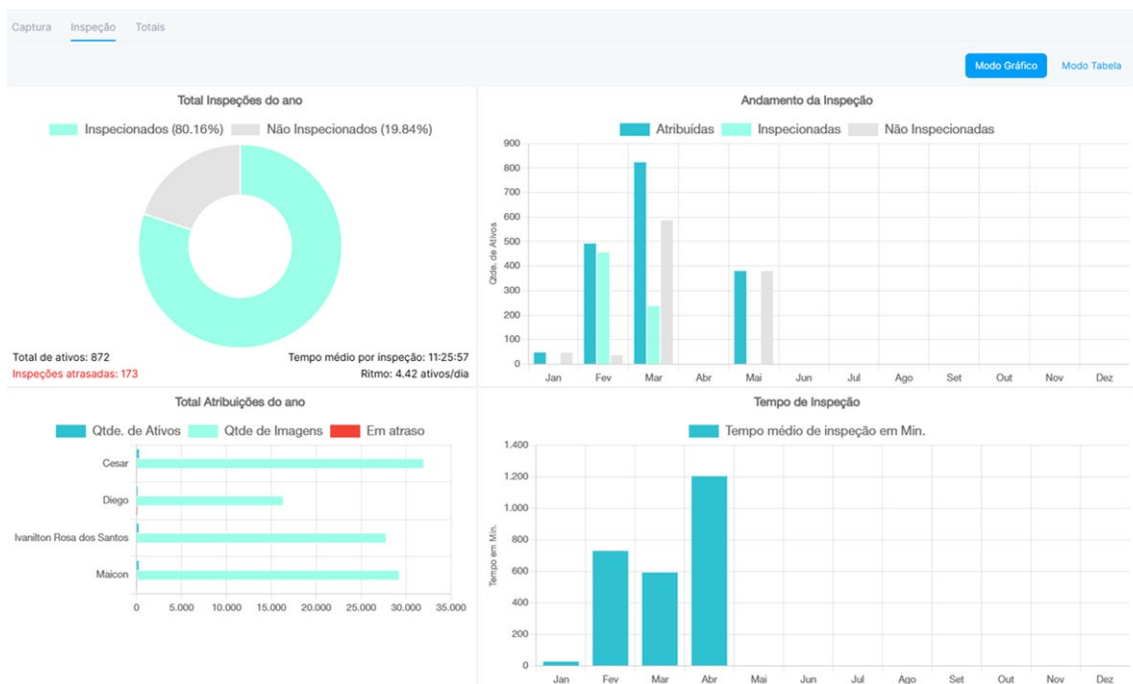 Captura Inspeção Totais
Modo Gráfico Modo Tabela
Total Inspeções do ano
Inspecionados (80.16%) Não Inspecionados (19.84%)
Total de ativos: 872
Tempo médio por inspeção: 11:25:57
Inspeções atrasadas: 173
Ritmo: 4.42 ativos/dia
Andamento da Inspeção
Atribuídas Inspecionadas Não Inspecionadas
Qtde. de Ativos
900
800
700
600
500
400
300
200
100
0
Jan Fev Mar Abr Mai Jun Jul Ago Set Out Nov Dez
Total Atribuições do ano
Qtde. de Ativos Qtde de Imagens Em atraso
Cesar
Diego
Ivanilton Rosa dos Santos
Maicon
0 5.000 10.000 15.000 20.000 25.000 30.000 35.000
Tempo de Inspeção
Tempo médio de inspeção em Min.
Tempo em Min.
1.400
1.200
1.000
800
600
400
200
0
Jan Fev Mar Abr Mai Jun Jul Ago Set Out Nov Dez